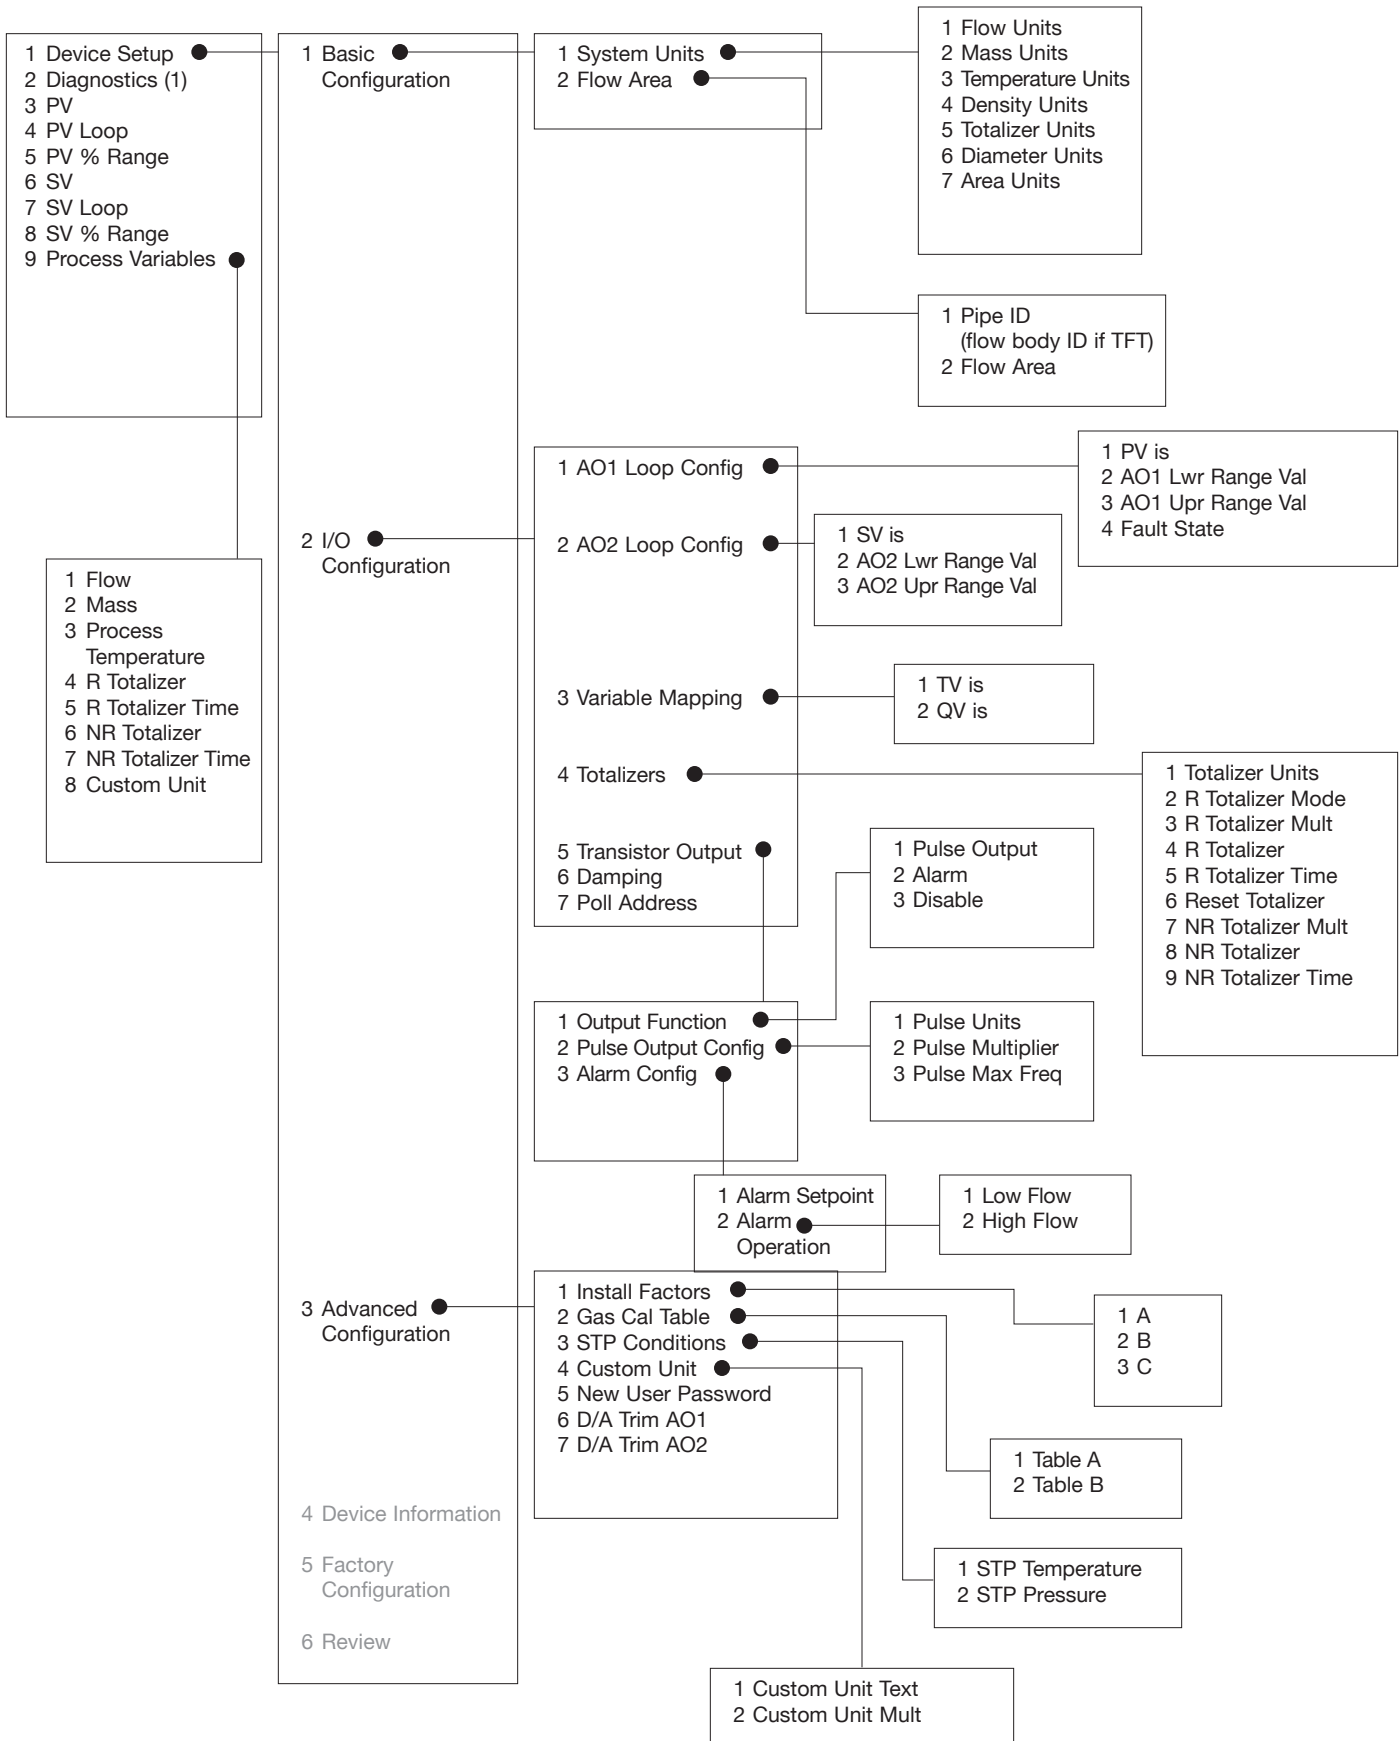 1 Device Setup
2 Diagnostics (1)
3 PV
4 PV Loop
5 PV % Range
6 SV
7 SV Loop
8 SV % Range
9 Process Variables
1 Flow
2 Mass
3 Process
Temperature
4 R Totalizer
5 R Totalizer Time
6 NR Totalizer
7 NR Totalizer Time
8 Custom Unit
1 Basic
Configuration
2 I/O
Configuration
3 Advanced
Configuration
4 Device Information
5 Factory
Configuration
6 Review
1 System Units
2 Flow Area
1 Flow Units
2 Mass Units
3 Temperature Units
4 Density Units
5 Totalizer Units
6 Diameter Units
7 Area Units
1 Pipe ID
(flow body ID if TFT)
2 Flow Area
1 AO1 Loop Config
2 AO2 Loop Config
3 Variable Mapping
4 Totalizers
5 Transistor Output
6 Damping
7 Poll Address
1 PV is
2 AO1 Lwr Range Val
3 AO1 Upr Range Val
4 Fault State
1 SV is
2 AO2 Lwr Range Val
3 AO2 Upr Range Val
1 TV is
2 QV is
1 Totalizer Units
2 R Totalizer Mode
3 R Totalizer Mult
4 R Totalizer
5 R Totalizer Time
6 Reset Totalizer
7 NR Totalizer Mult
8 NR Totalizer
9 NR Totalizer Time
1 Output Function
2 Pulse Output Config
3 Alarm Config
1 Pulse Output
2 Alarm
3 Disable
1 Pulse Units
2 Pulse Multiplier
3 Pulse Max Freq
1 Alarm Setpoint
2 Alarm
Operation
1 Low Flow
2 High Flow
1 Install Factors
2 Gas Cal Table
3 STP Conditions
4 Custom Unit
5 New User Password
6 D/A Trim AO1
7 D/A Trim AO2
1 A
2 B
3 C
1 Table A
2 Table B
1 STP Temperature
2 STP Pressure
1 Custom Unit Text
2 Custom Unit Mult